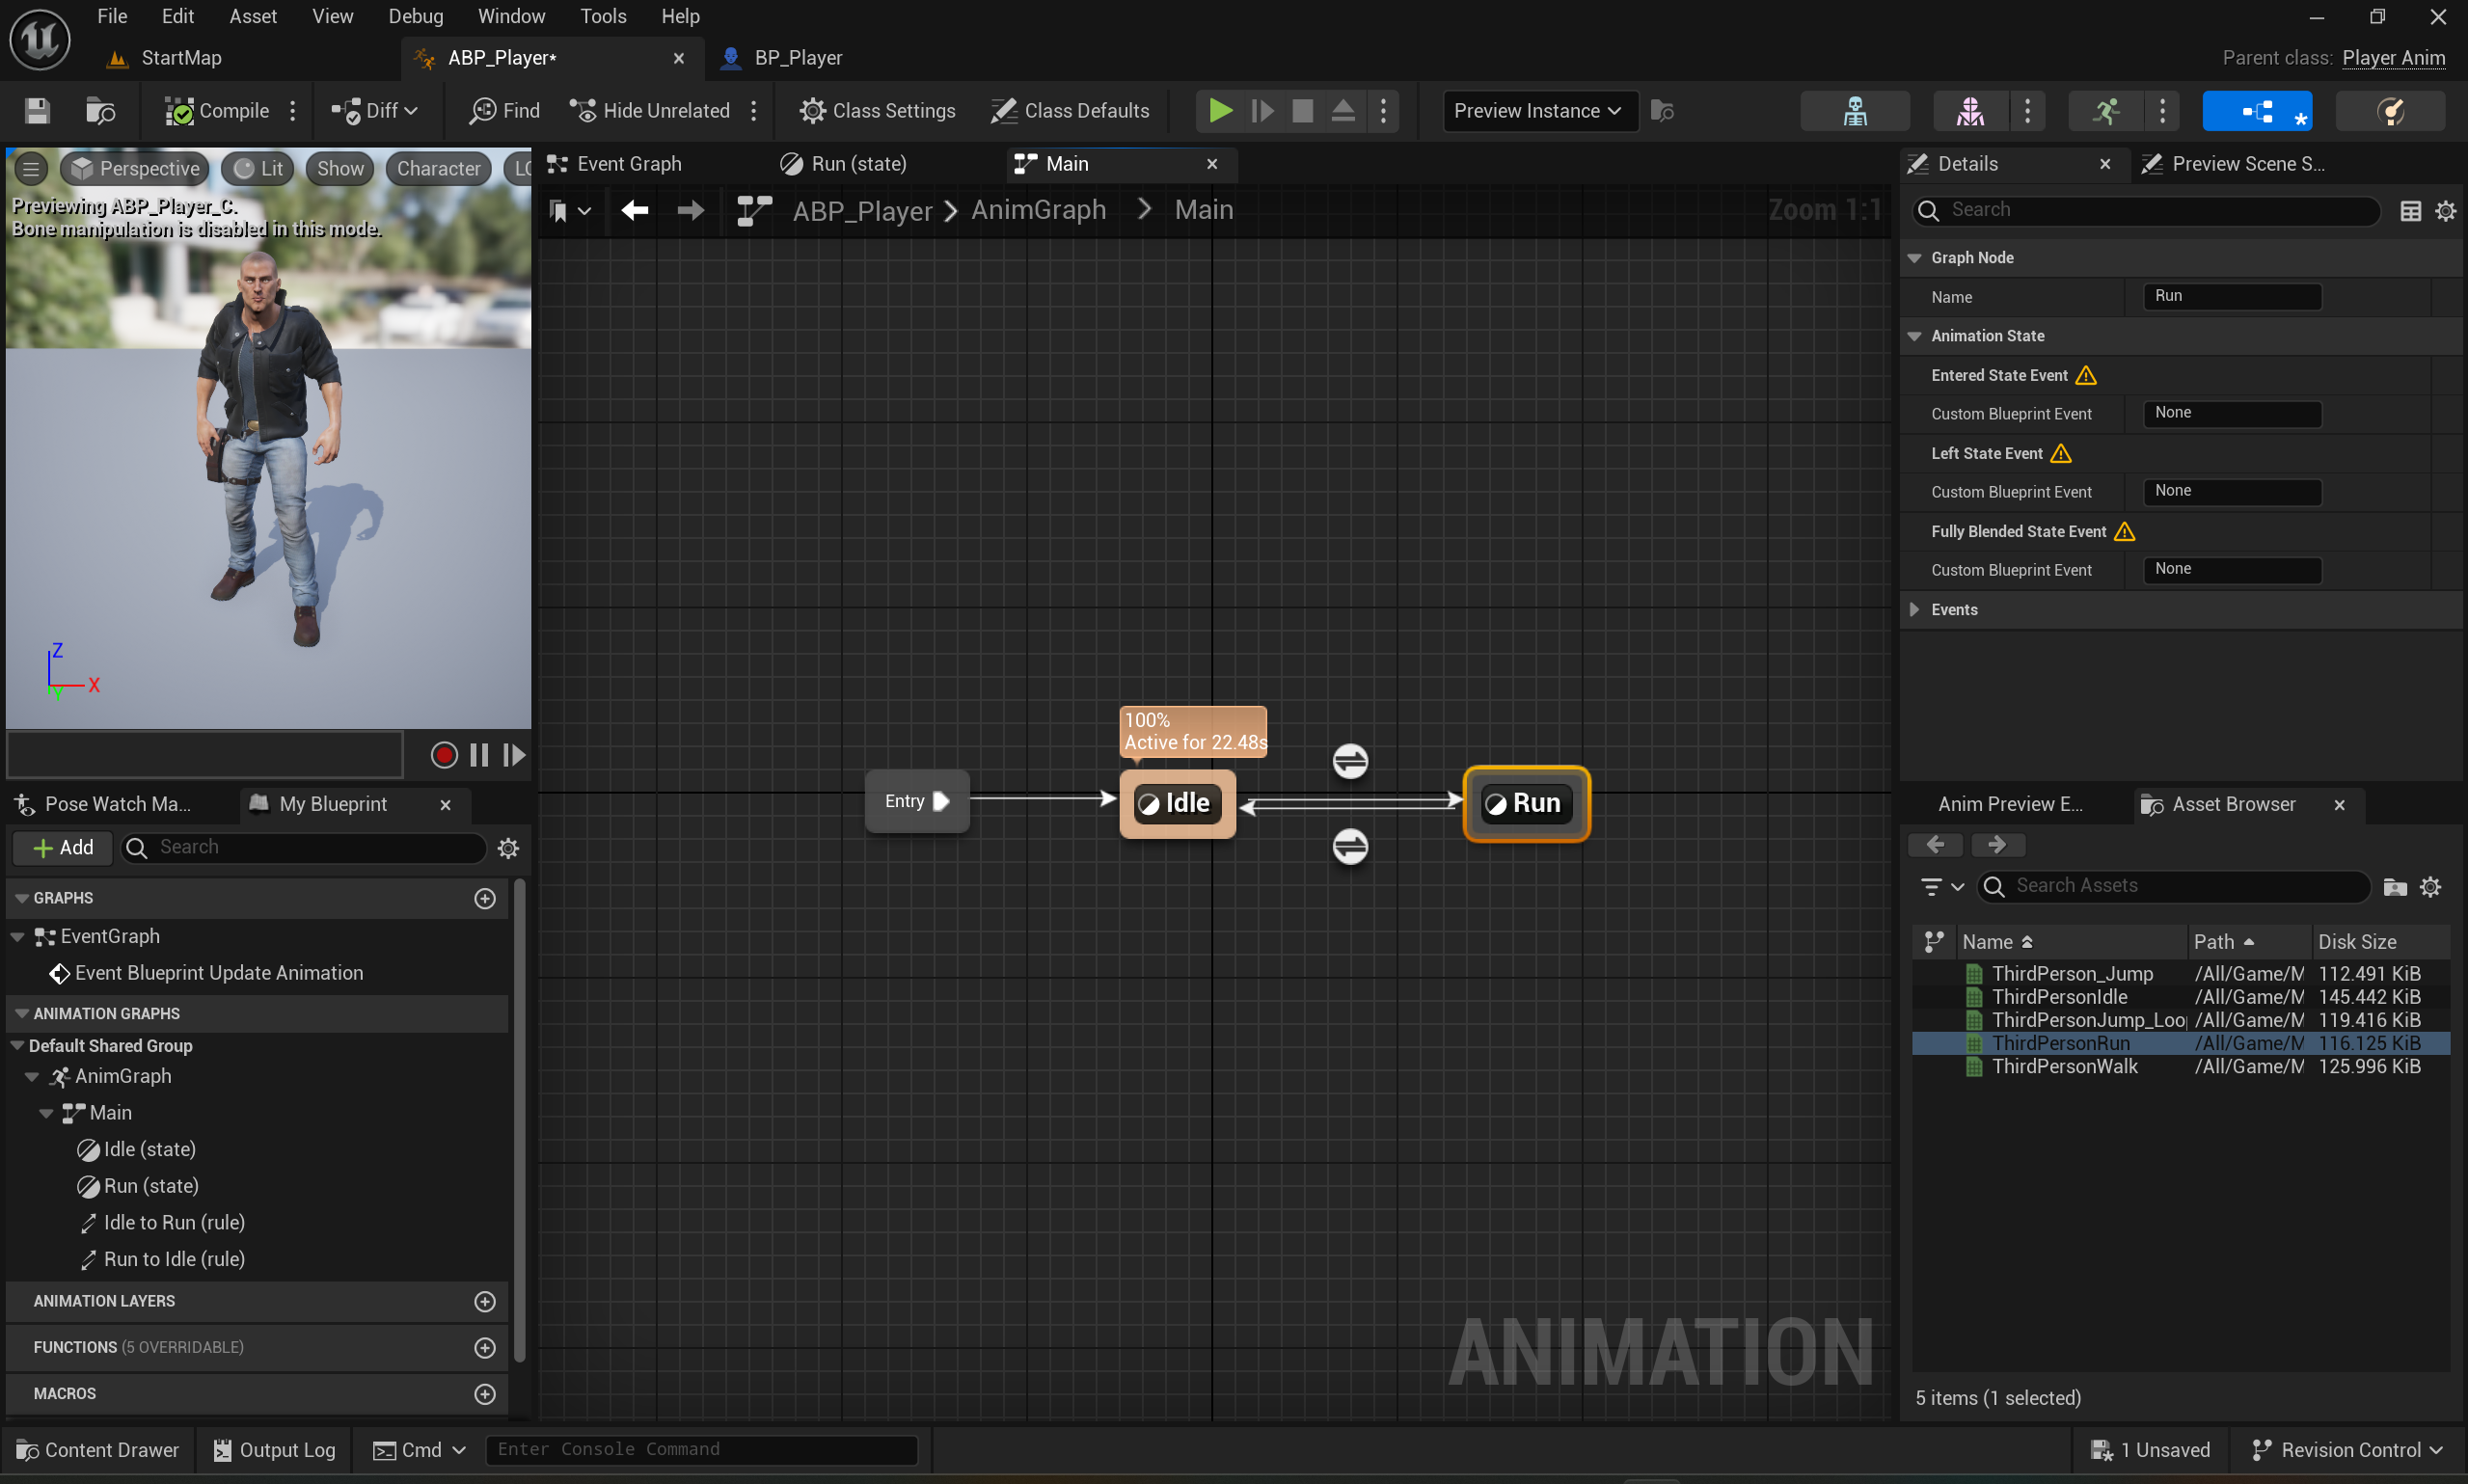 File Edit Asset View Debug Window Tools Help
StartMap ABP_Player* BP_Player Parent class: Player Anim
Compile Diff Find Hide Unrelated Class Settings Class Defaults Preview Instance
Perspective Lit Show Character
Previewing ABP_Player_C.
Bone manipulation is disabled in this mode.
Z
X
Y
Pose Watch Ma... My Blueprint
Add Search
GRAPHS
EventGraph
Event Blueprint Update Animation
ANIMATION GRAPHS
Default Shared Group
AnimGraph
Main
Idle (state)
Run (state)
Idle to Run (rule)
Run to Idle (rule)
ANIMATION LAYERS
FUNCTIONS (5 OVERRIDABLE)
MACROS
Event Graph Run (state) Main
ABP_Player > AnimGraph > Main Zoom 1:1
100%
Active for 22.48s
Entry Idle Run
ANIMATION
Details Preview Scene S...
Search
Graph Node
Name Run
Animation State
Entered State Event
Custom Blueprint Event None
Left State Event
Custom Blueprint Event None
Fully Blended State Event
Custom Blueprint Event None
Events
Anim Preview E... Asset Browser
Search Assets
Name Path Disk Size
ThirdPerson_Jump /All/Game/M 112.491 KiB
ThirdPersonIdle /All/Game/M 145.442 KiB
ThirdPersonJump_Loo /All/Game/M 119.416 KiB
ThirdPersonRun /All/Game/M 116.125 KiB
ThirdPersonWalk /All/Game/M 125.996 KiB
5 items (1 selected)
Content Drawer Output Log Cmd Enter Console Command 1 Unsaved Revision Control